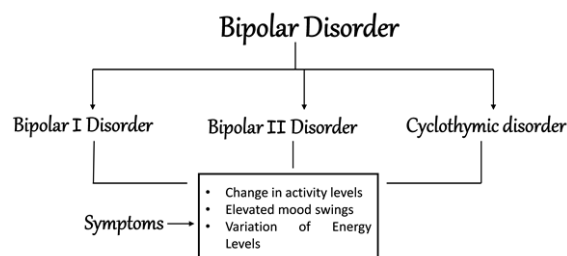 Bipolar Disorder
Bipolar I Disorder
Bipolar II Disorder
Cyclothymic disorder
Symptoms
• Change in activity levels
• Elevated mood swings
• Variation of Energy
Levels